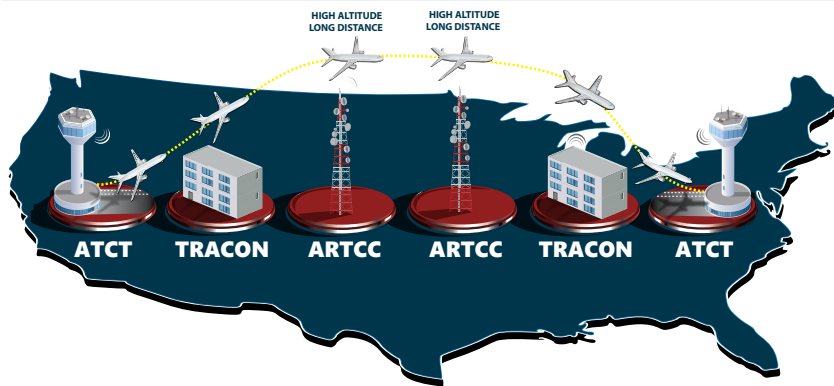 HIGH ALTITUDE
LONG DISTANCE
HIGH ALTITUDE
LONG DISTANCE
ATCT
TRACON
ARTCC
ARTCC
TRACON
ATCT